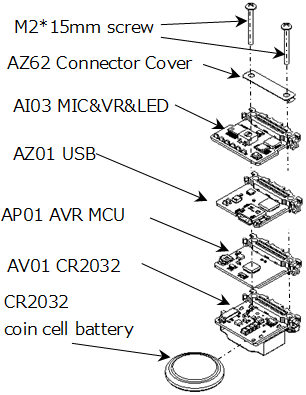 M2*15mm screw
AZ62 Connector Cover
AI03 MIC&VR&LED
AZ01 USB
AP01 AVR MCU
AV01 CR2032
CR2032
coin cell battery